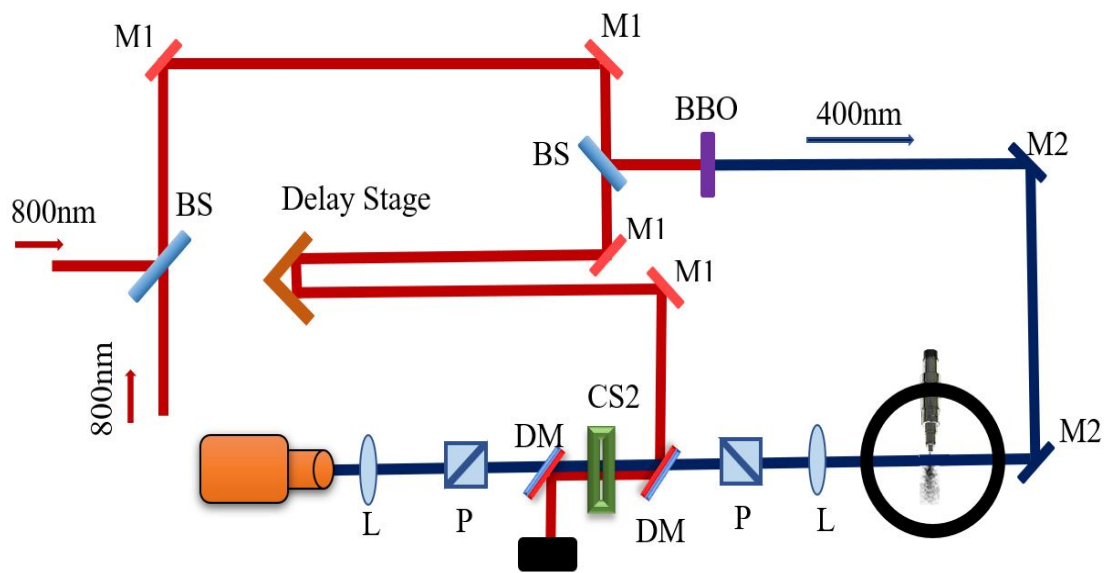 M1
M1
BBO
400nm
BS
M2
Delay Stage
BS
800nm
M1
M1
800nm
CS2
DM
M2
L
P
DM
P
L